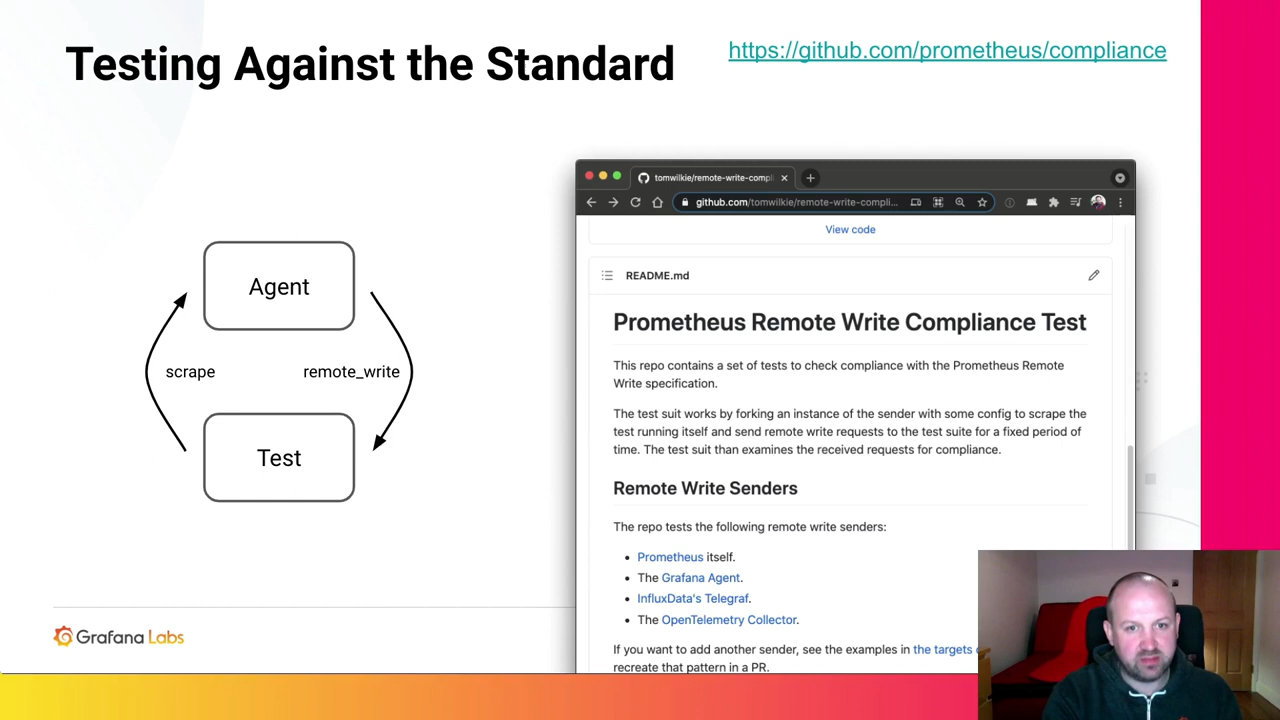 Testing Against the Standard
https://github.com/prometheus/compliance
Agent
scrape
remote_write
Test
Grafana Labs
tomwilkie/remote-write-compl
github.com/tomwilkie/remote-write-compli...
View code
README.md
Prometheus Remote Write Compliance Test
This repo contains a set of tests to check compliance with the Prometheus Remote
Write specification.
The test suit works by forking an instance of the sender with some config to scrape the
test running itself and send remote write requests to the test suite for a fixed period of
time. The test suit than examines the received requests for compliance.
Remote Write Senders
The repo tests the following remote write senders:
Prometheus itself.
The Grafana Agent.
InfluxData's Telegraf.
The OpenTelemetry Collector.
If you want to add another sender, see the examples in the targets
recreate that pattern in a PR.